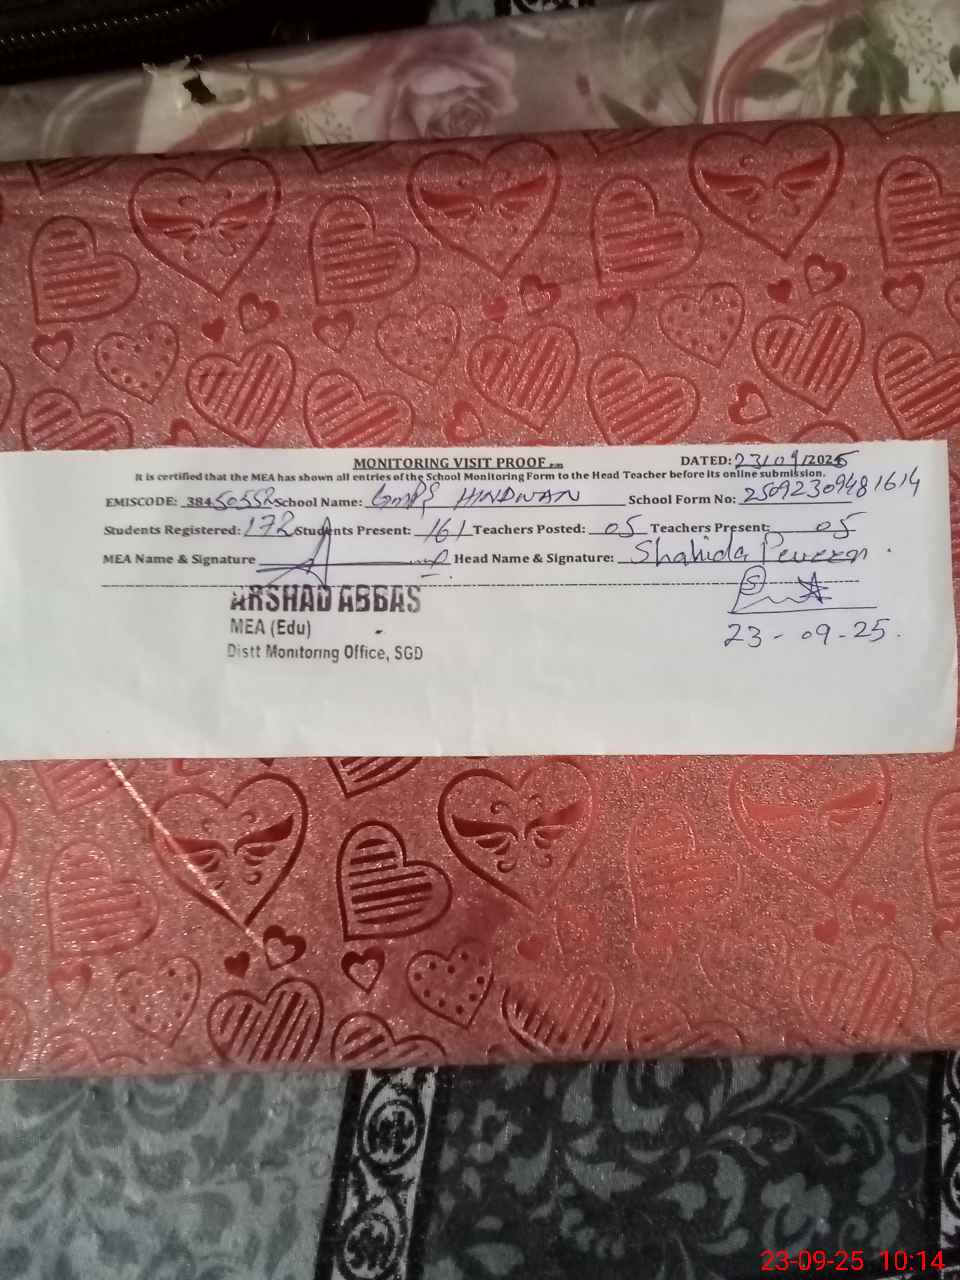 MONITORING VISIT PROOF
DATED: 23/09/2025
It is certified that the MEA has shown all entries of the School Monitoring Form to the Head Teacher before its online submission.
EMISCODE: School Name: GMPS HINDWAN School Form No: 2509230948 1614
Students Registered: 172 Students Present: 161 Teachers Posted: 05 Teachers Present: 05
MEA Name & Signature Head Name & Signature: Shahida Perveen.
ARSHAD ABBAS
MEA (Edu)
Distt Monitoring Office, SGD
23-09-25.
23-09-25 10:14